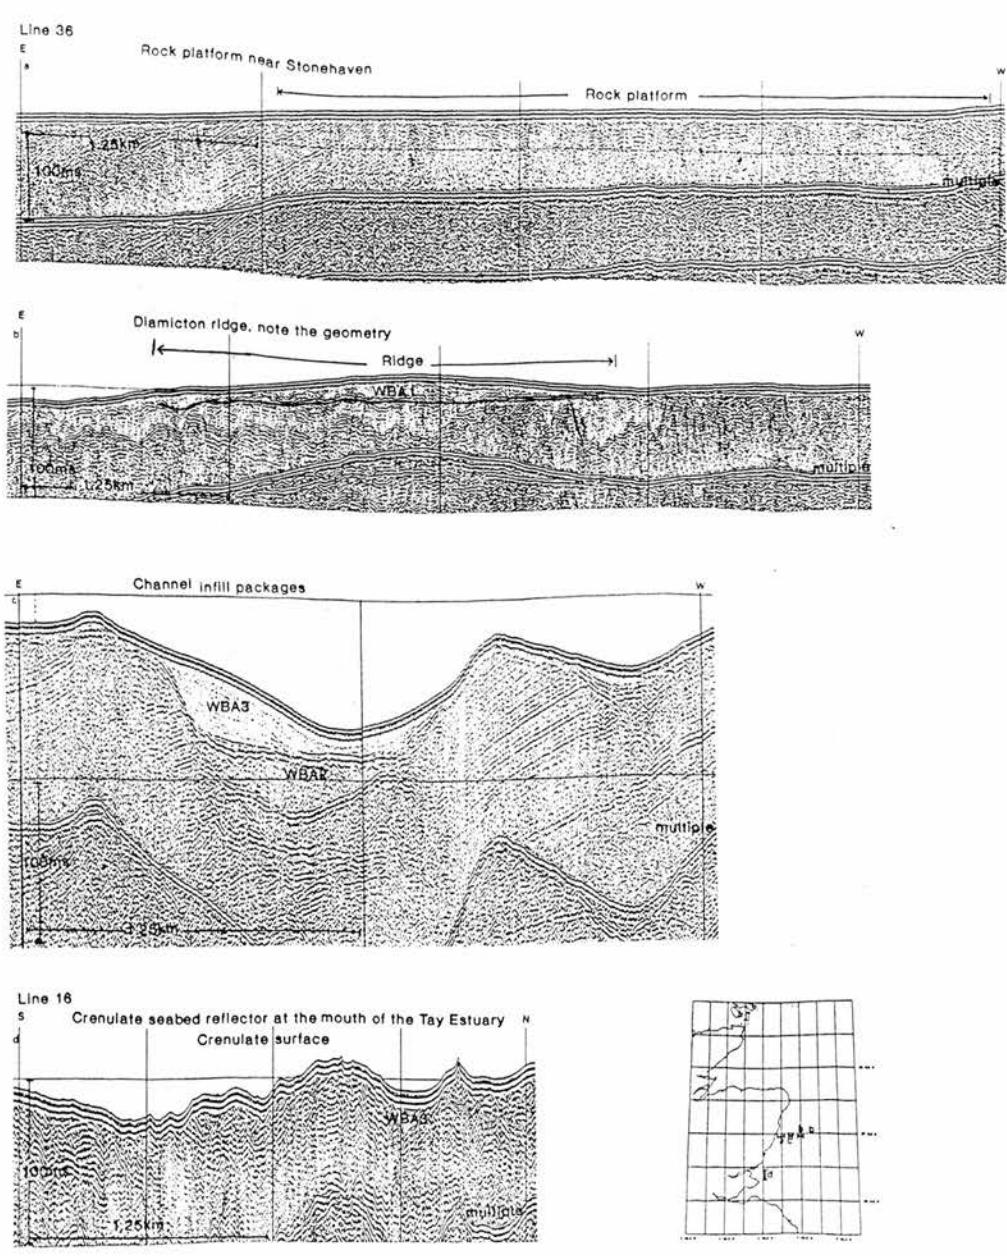 Line 36
E
a
Rock platform near Stonehaven
W
Rock platform
1.25km
100ms
multiple
E
b
Diamicton ridge, note the geometry
W
Ridge
WBA1
100ms
1.25km
multiple
E
c
Channel infill packages
W
WBA3
WBA2
multiple
100ms
1.25km
Line 16
S
d
Crenulate seabed reflector at the mouth of the Tay Estuary
N
Crenulate surface
WBA3
100ms
multiple
1.25km
d